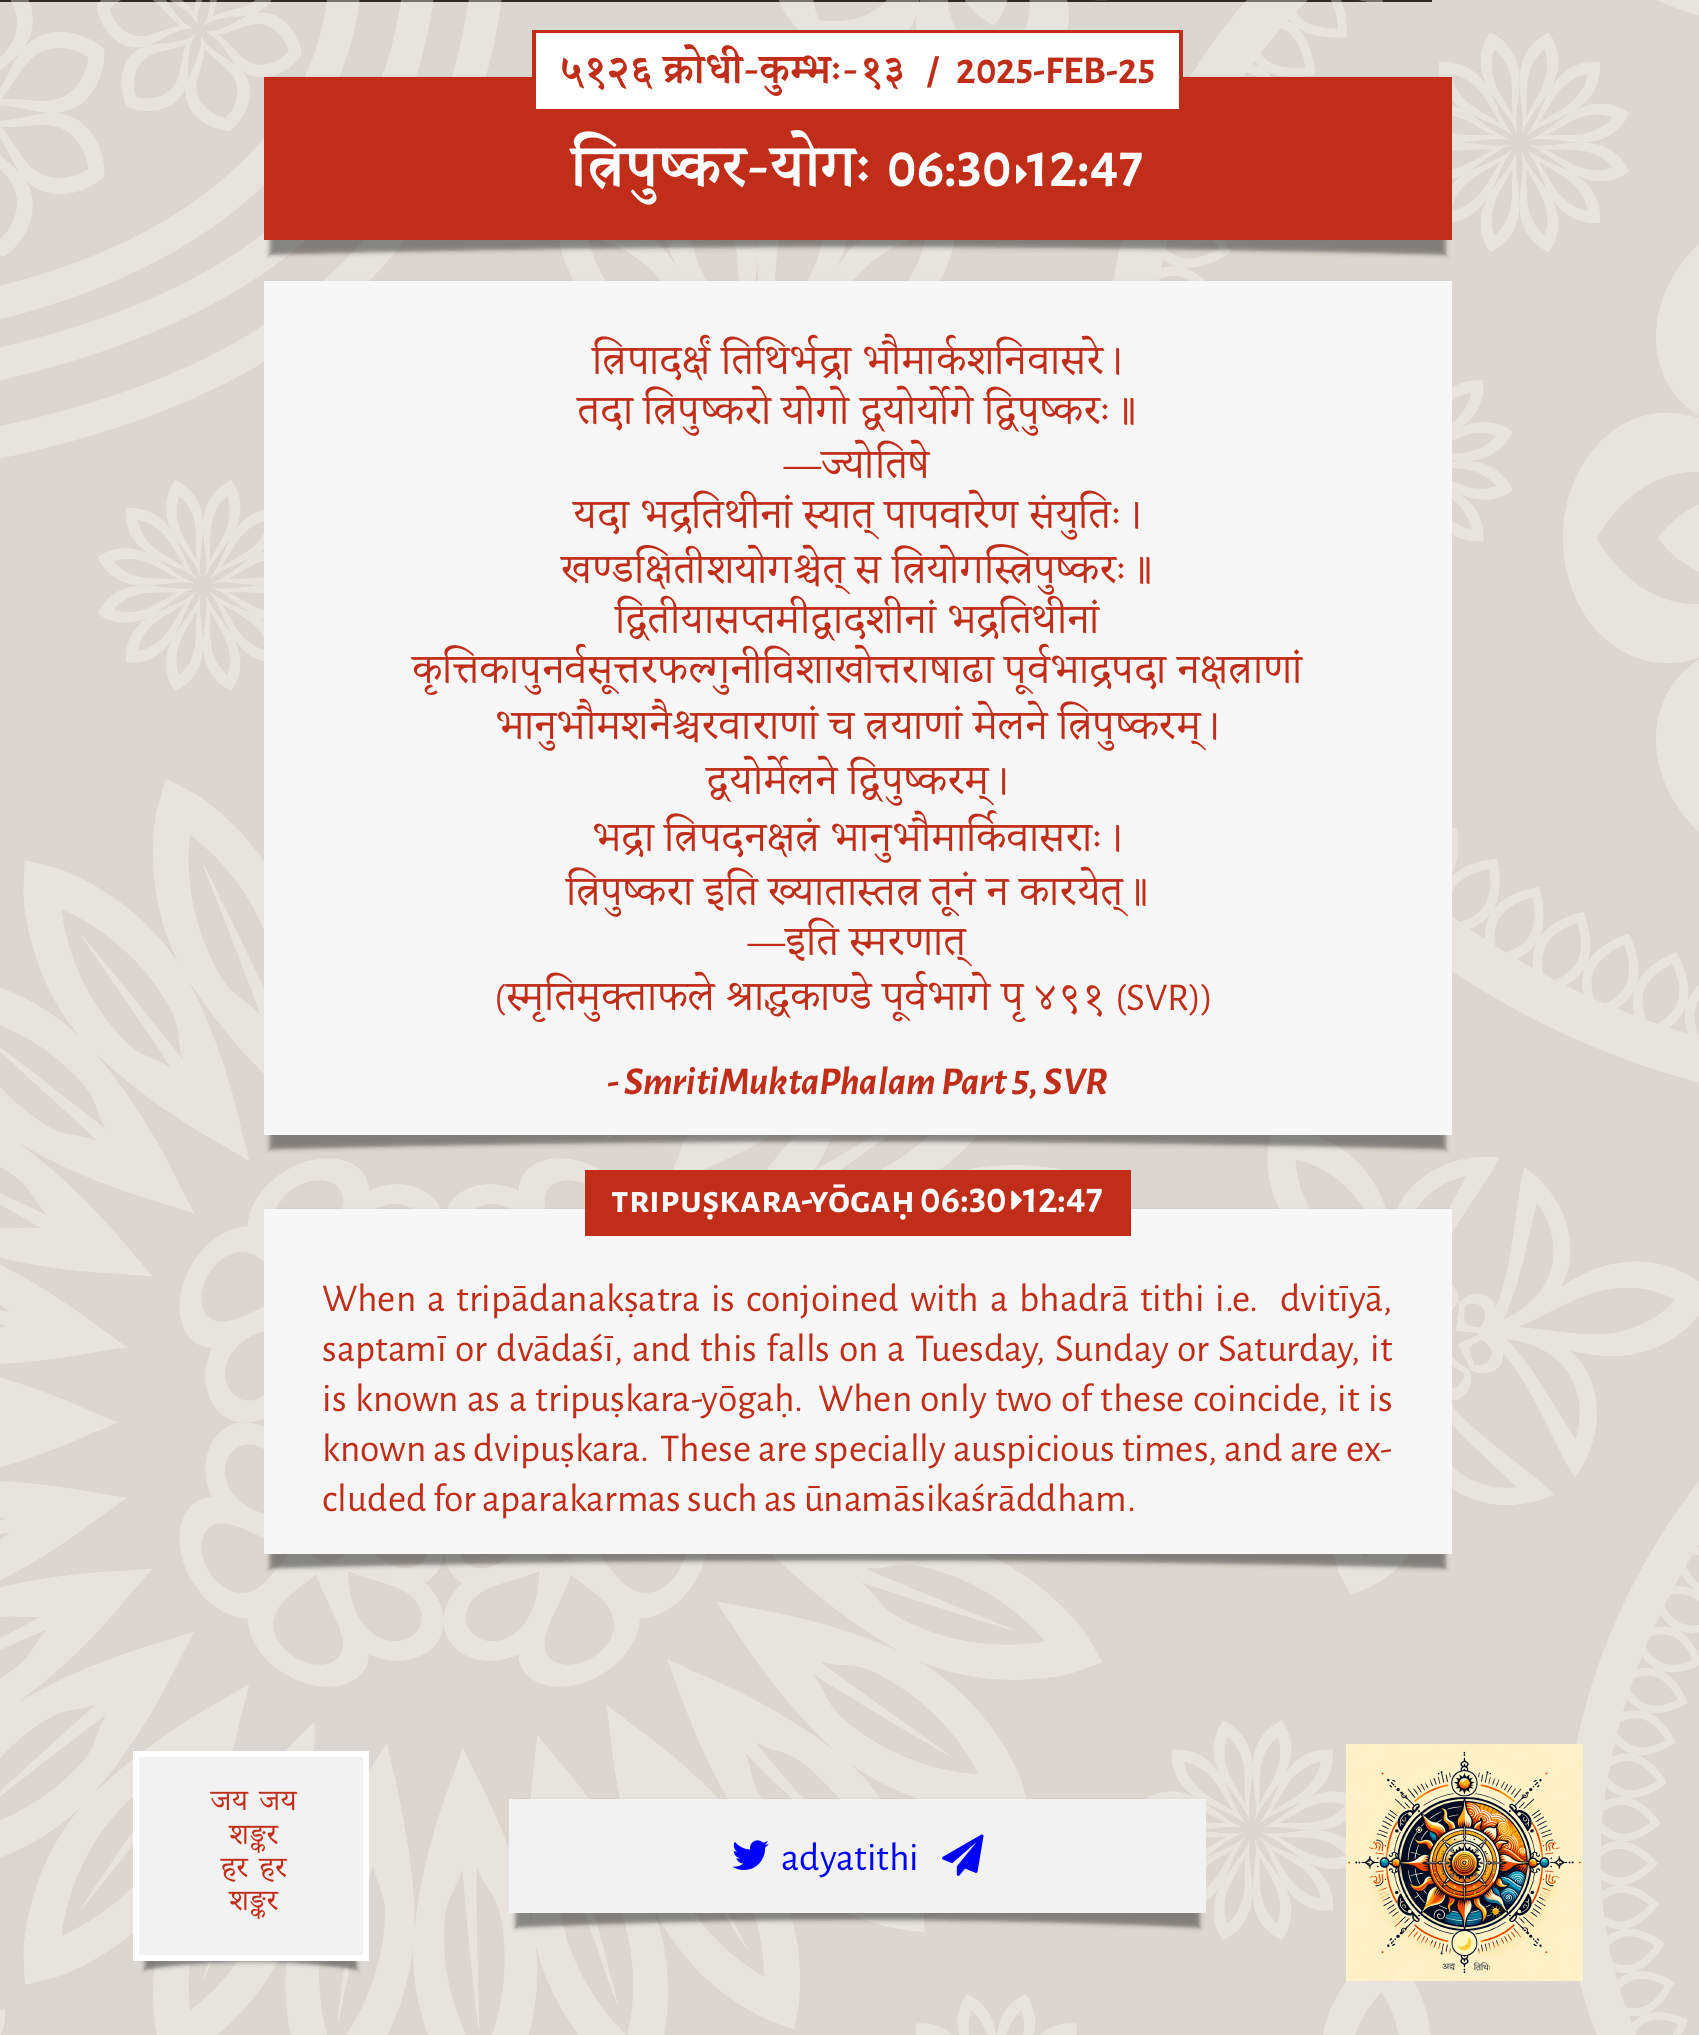 ५१२६ क्रोधी-कुम्भः-१३ / 2025-FEB-25
त्रिपुष्कर-योगः 06:30▸12:47
त्रिपादर्क्षं तिथिर्भद्रा भौमार्कशनिवासरे।
तदा त्रिपुष्करो योगो द्वयोर्योगे द्विपुष्करः॥
—ज्योतिषे
यदा भद्रतिथीनां स्यात् पापवारेण संयुतिः।
खण्डक्षितीशयोगश्चेत् स त्रियोगस्त्रिपुष्करः॥
द्वितीयासप्तमीद्वादशीनां भद्रतिथीनां
कृत्तिकापुनर्वसूत्तरफल्गुनीविशाखोत्तराषाढा पूर्वभाद्रपदा नक्षत्राणां
भानुभौमशनैश्चरवाराणां च त्रयाणां मेलने त्रिपुष्करम्।
द्वयोर्मेलने द्विपुष्करम्।
भद्रा त्रिपदनक्षत्रं भानुभौमार्किवासराः।
त्रिपुष्करा इति ख्यातास्तत्र तूनं न कारयेत्॥
—इति स्मरणात्
(स्मृतिमुक्ताफले श्राद्धकाण्डे पूर्वभागे पृ ४९१ (SVR))
- SmritiMuktaPhalam Part 5, SVR
TRIPUṢKARA-YŌGAḤ 06:30▸12:47
When a tripādanakṣatra is conjoined with a bhadrā tithi i.e. dvitīyā,
saptamī or dvādaśī, and this falls on a Tuesday, Sunday or Saturday, it
is known as a tripuṣkara-yōgaḥ. When only two of these coincide, it is
known as dvipuṣkara. These are specially auspicious times, and are ex-
cluded for aparakarmas such as ūnamāsikaśrāddham.
जय जय
शङ्कर
हर हर
शङ्कर
adyatithi
अद्य तिथिः